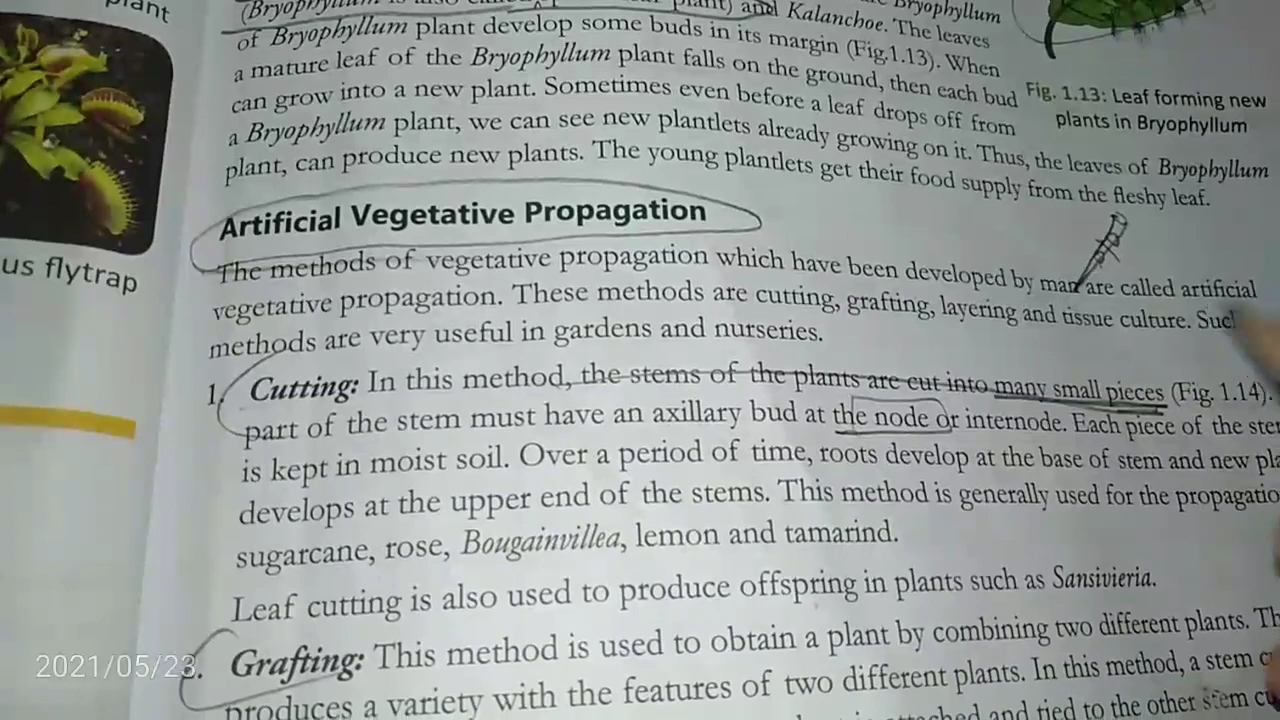 plant
us flytrap
(Bryophyllum is also plant) and Kalanchoe. The leaves
Bryophyllum
of Bryophyllum plant develop some buds in its margin (Fig.1.13). When
a mature leaf of the Bryophyllum plant falls on the ground, then each bud
can grow into a new plant. Sometimes even before a leaf drops off from
a Bryophyllum plant, we can see new plantlets already growing on it. Thus, the leaves of Bryophyllum
plant, can produce new plants. The young plantlets get their food supply from the fleshy leaf.
Fig. 1.13: Leaf forming new
plants in Bryophyllum
Artificial Vegetative Propagation
The methods of vegetative propagation which have been developed by man are called artificial
vegetative propagation. These methods are cutting, grafting, layering and tissue culture. Such
methods are very useful in gardens and nurseries.
1. Cutting: In this method, the stems of the plants are cut into many small pieces (Fig. 1.14).
part of the stem must have an axillary bud at the node or internode. Each piece of the ste
is kept in moist soil. Over a period of time, roots develop at the base of stem and new pla
develops at the upper end of the stems. This method is generally used for the propagatio
sugarcane, rose, Bougainvillea, lemon and tamarind.
Leaf cutting is also used to produce offspring in plants such as Sansivieria.
Grafting: This method is used to obtain a plant by combining two different plants. Th
produces a variety with the features of two different plants. In this method, a stem c
attached and tied to the other stem cu
2021/05/23